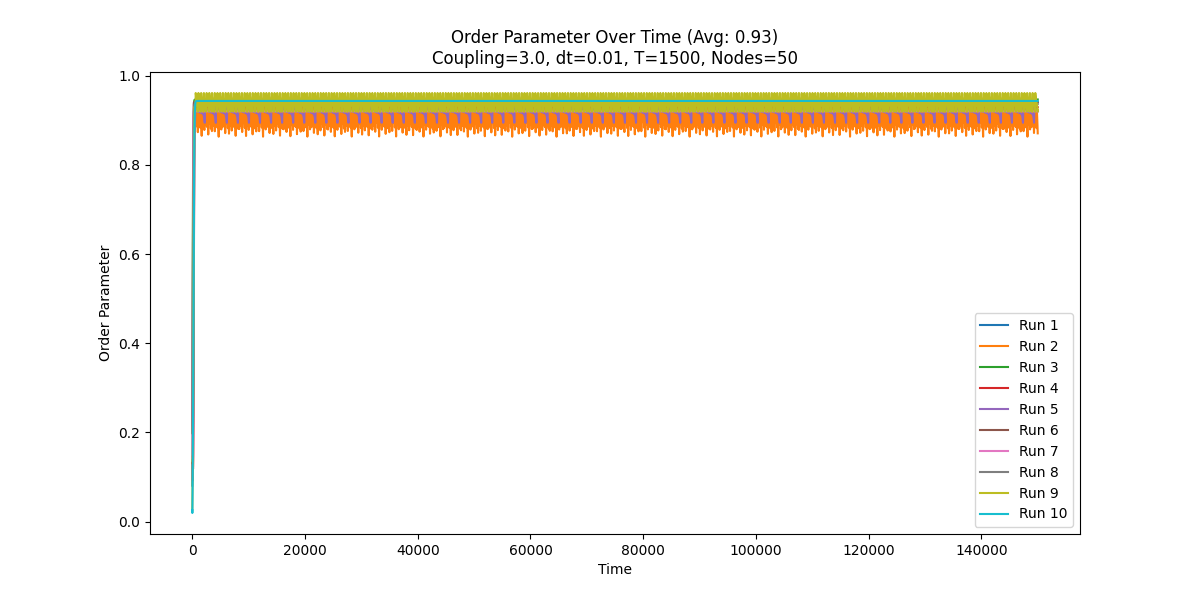 Order Parameter Over Time (Avg: 0.93)
Coupling=3.0, dt=0.01, T=1500, Nodes=50
Order Parameter
1.0
0.8
0.6
0.4
0.2
0.0
0 20000 40000 60000 80000 100000 120000 140000
Time
Run 1
Run 2
Run 3
Run 4
Run 5
Run 6
Run 7
Run 8
Run 9
Run 10